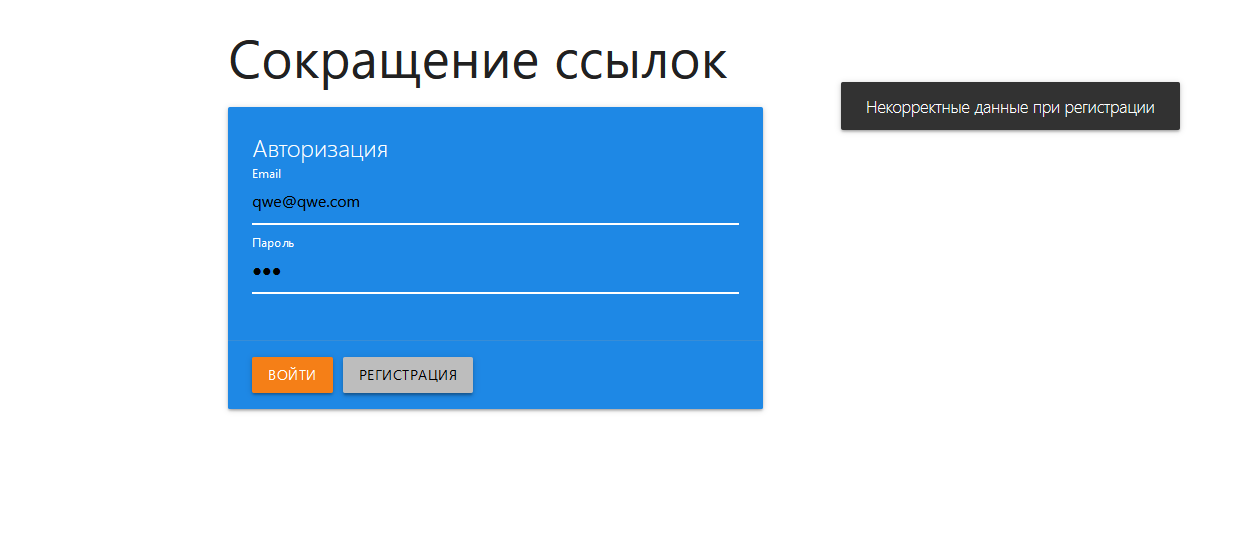 Сокращение ссылок
Некорректные данные при регистрации
Авторизация
Email
qwe@qwe.com
Пароль
•••
ВОЙТИ
РЕГИСТРАЦИЯ